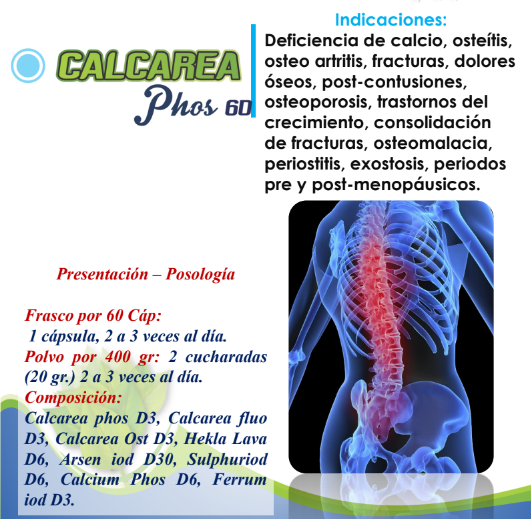 CALCAREA
Phos 60
Indicaciones:
Deficiencia de calcio, osteítis,
osteo artritis, fracturas, dolores
óseos, post-contusiones,
osteoporosis, trastornos del
crecimiento, consolidación
de fracturas, osteomalacia,
periostitis, exostosis, periodos
pre y post-menopáusicos.
Presentación – Posología
Frasco por 60 Cáp:
1 cápsula, 2 a 3 veces al día.
Polvo por 400 gr: 2 cucharadas
(20 gr.) 2 a 3 veces al día.
Composición:
Calcarea phos D3, Calcarea fluo
D3, Calcarea Ost D3, Hekla Lava
D6, Arsen iod D30, Sulphuriod
D6, Calcium Phos D6, Ferrum
iod D3.